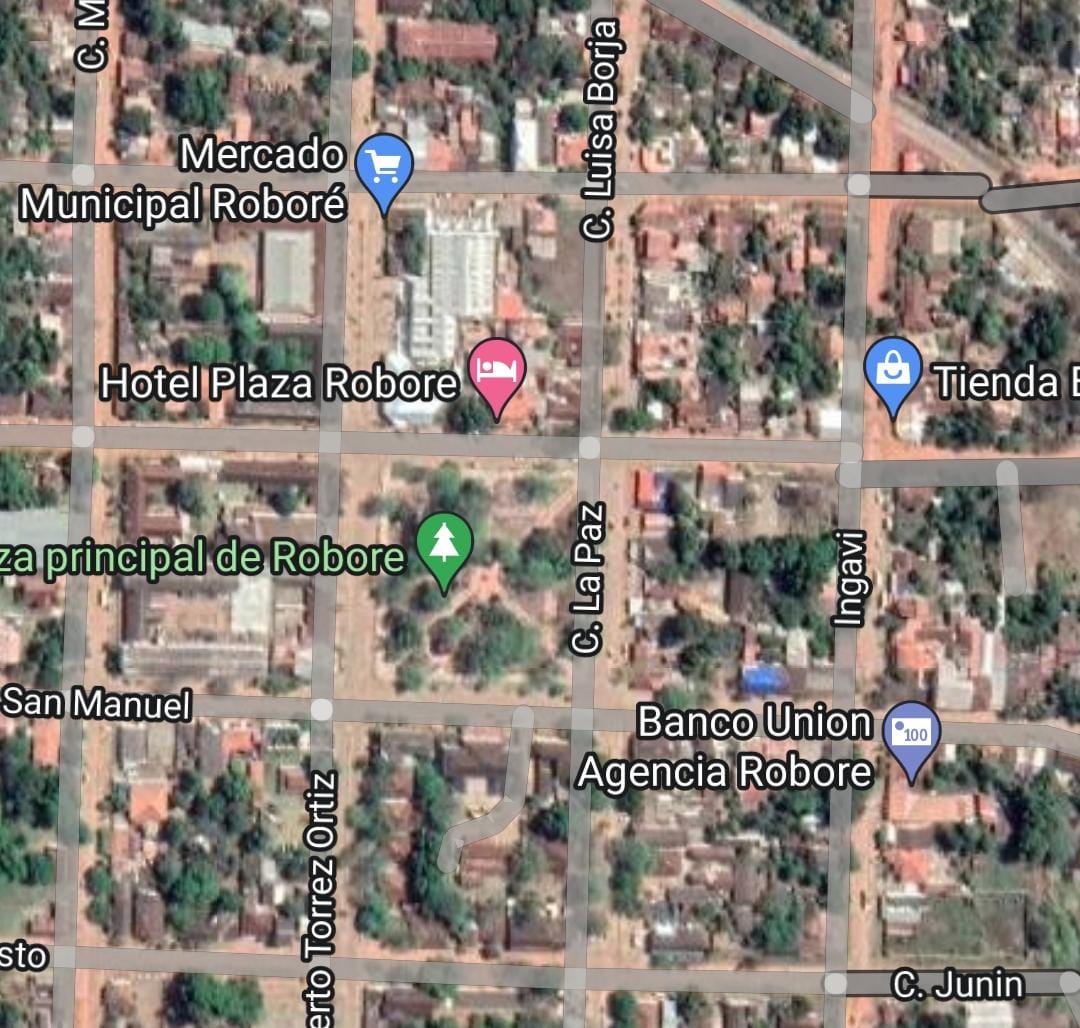 C. M
C. Luisa Borja
Mercado
Municipal Roboré
Hotel Plaza Robore
Tienda E
za principal de Robore
C. La Paz
Ingavi
San Manuel
Banco Union
Agencia Robore
100
erto Torrez Ortiz
sto
C. Junin